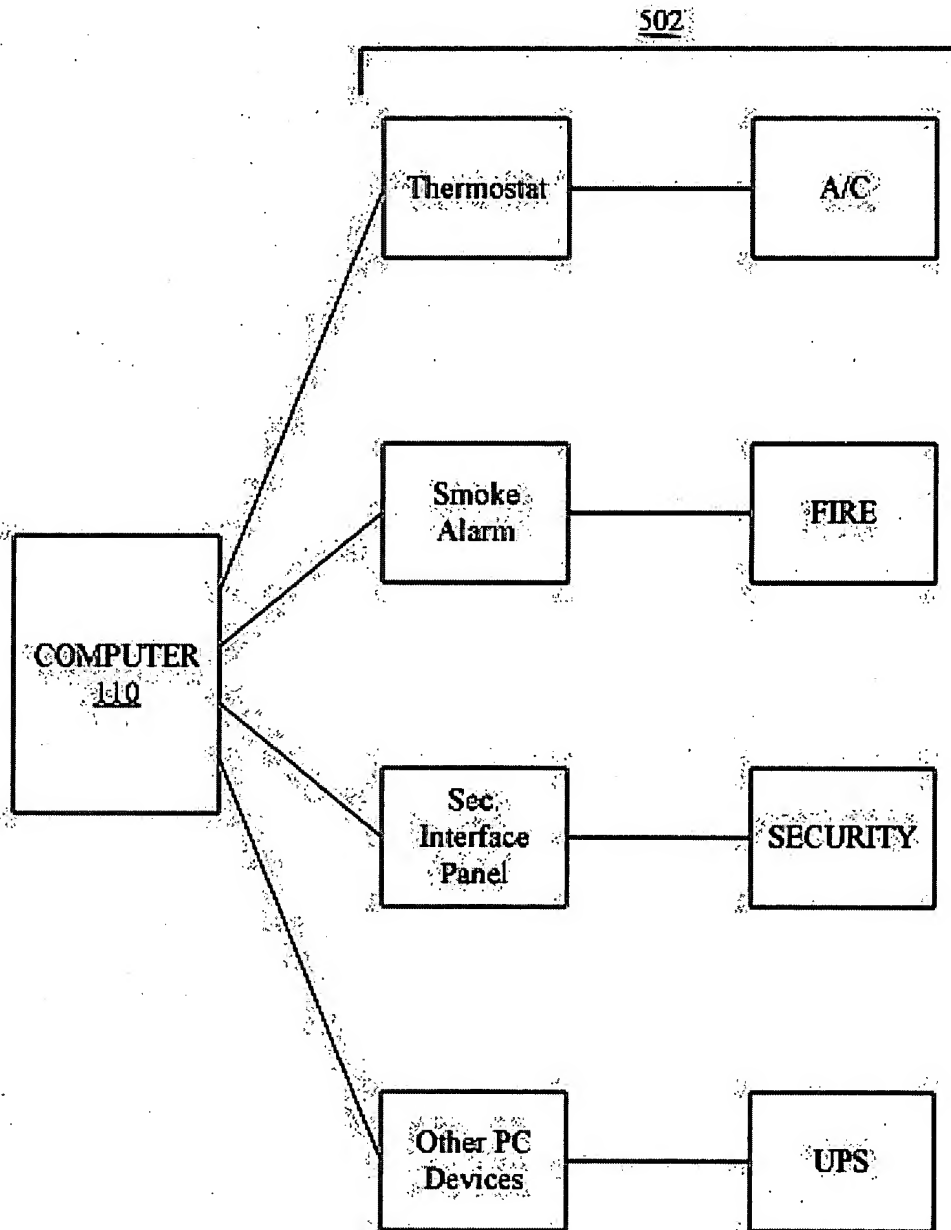 502
Thermostat
A/C
Smoke
Alarm
FIRE
COMPUTER
110
Sec.
Interface
Panel
SECURITY
Other PC
Devices
UPS